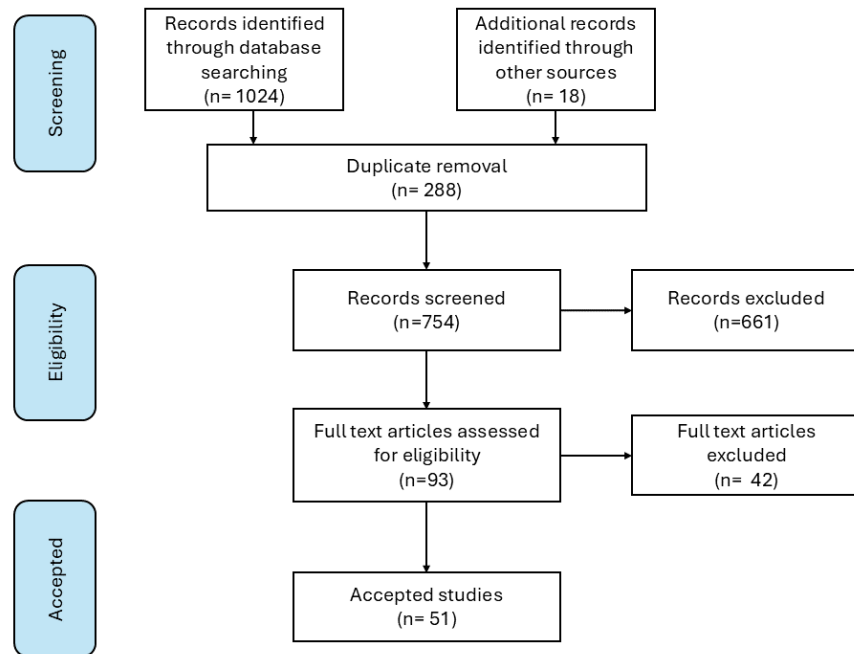 Screening
Records identified
through database
searching
(n= 1024)
Additional records
identified through
other sources
(n= 18)
Duplicate removal
(n= 288)
Eligibility
Records screened
(n=754)
Records excluded
(n=661)
Full text articles assessed
for eligibility
(n=93)
Full text articles
excluded
(n=  42)
Accepted
Accepted studies
(n= 51)